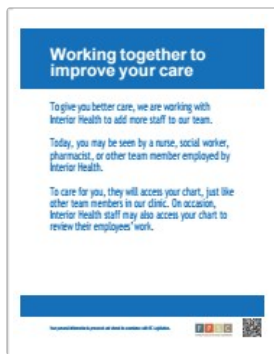 Working together to
improve your care
To give you better care, we are working with
Interior Health to add more staff to our team.
Today, you may be seen by a nurse, social worker,
pharmacist, or other team member employed by
Interior Health.
To care for you, they will access your chart, just like
other team members in our clinic. On occasion,
Interior Health staff may also access your chart to
review their employees' work.